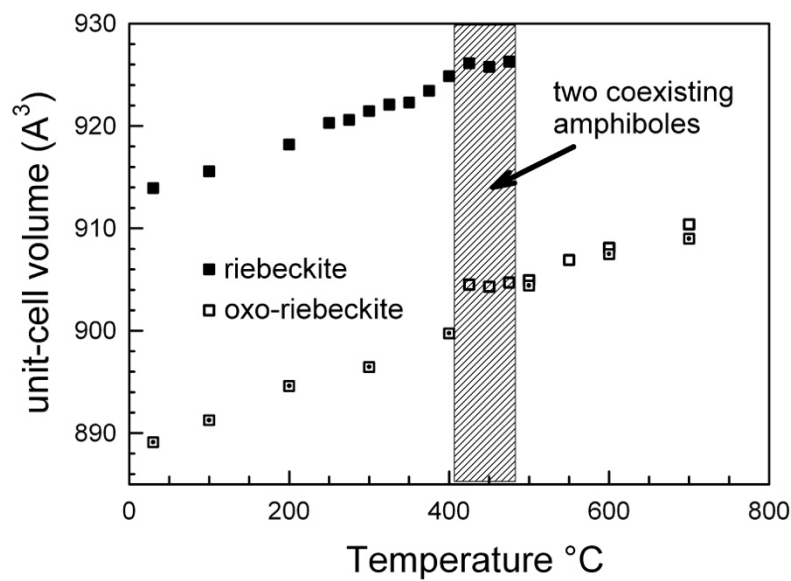 930
920
910
900
890
unit-cell volume (A³)
two coexisting
amphiboles
riebeckite
oxo-riebeckite
0 200 400 600 800
Temperature °C